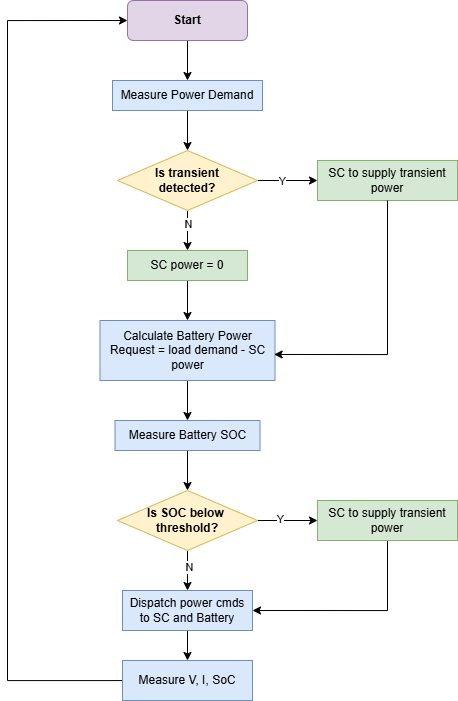 Start
Measure Power Demand
Is transient
detected?
Y
SC to supply transient
power
N
SC power = 0
Calculate Battery Power
Request = load demand - SC
power
Measure Battery SOC
Is SOC below
threshold?
Y
SC to supply transient
power
N
Dispatch power cmds
to SC and Battery
Measure V, I, SoC